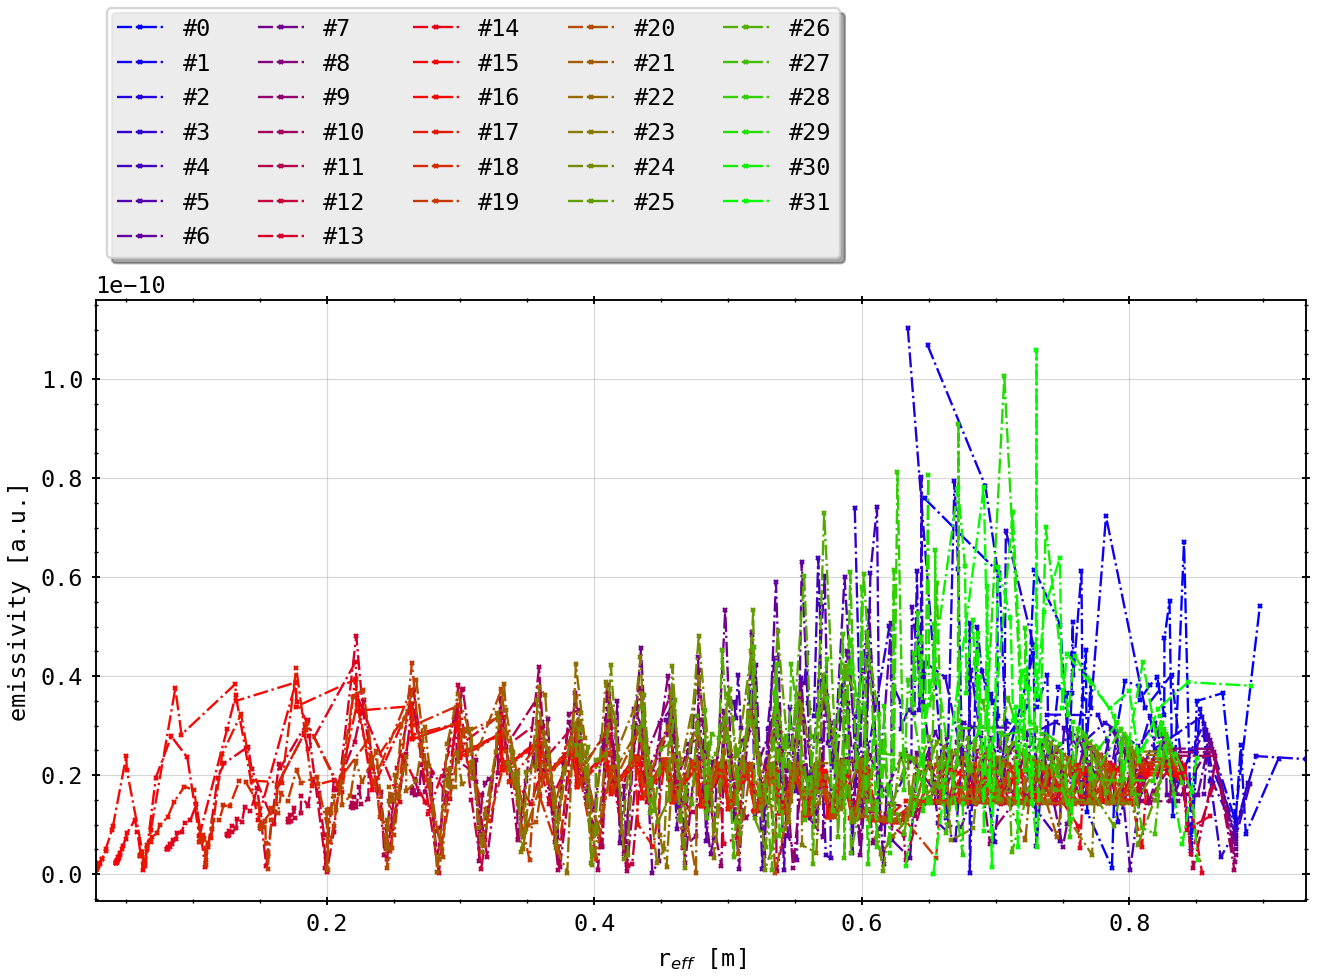 #0 #7 #14 #20 #26
#1 #8 #15 #21 #27
#2 #9 #16 #22 #28
#3 #10 #17 #23 #29
#4 #11 #18 #24 #30
#5 #12 #19 #25 #31
#6 #13
1e−10
1.0
0.8
0.6
0.4
0.2
0.0
emissivity [a.u.]
0.2 0.4 0.6 0.8
r_eff [m]